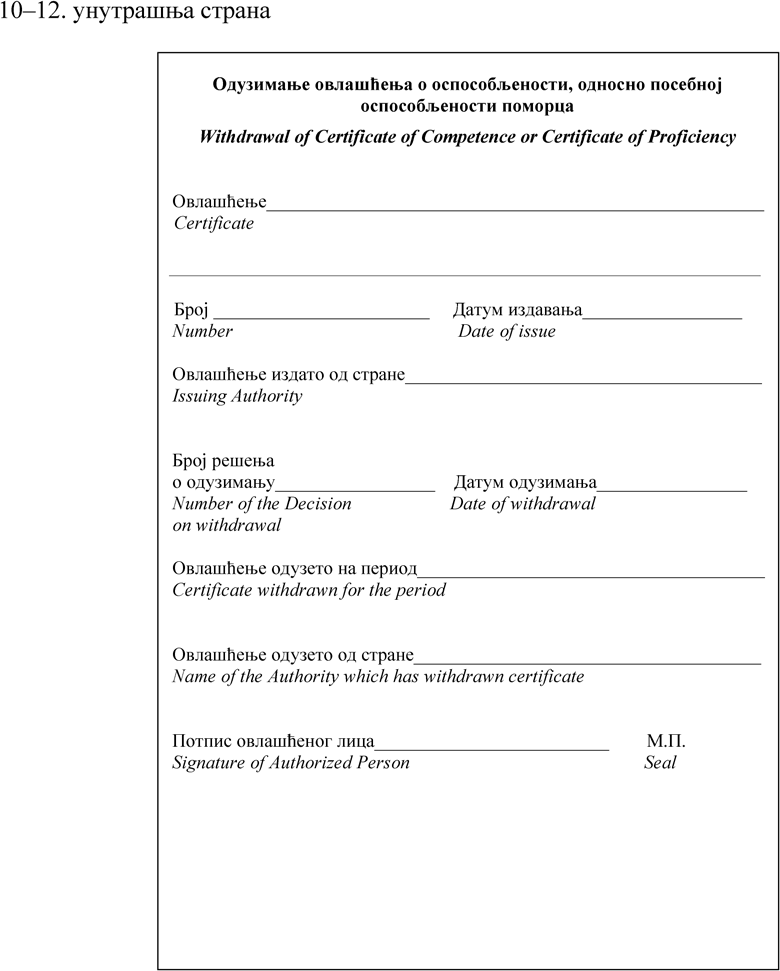 10–12. унутрашња страна
Одузимање овлашћења о оспособљености, односно посебној
оспособљености поморца
Withdrawal of Certificate of Competence or Certificate of Proficiency
Овлашћење
Certificate
Број Датум издавања
Number Date of issue
Овлашћење издато од стране
Issuing Authority
Број решења
о одузимању Датум одузимања
Number of the Decision Date of withdrawal
on withdrawal
Овлашћење одузето на период
Certificate withdrawn for the period
Овлашћење одузето од стране
Name of the Authority which has withdrawn certificate
Потпис овлашћеног лица М.П.
Signature of Authorized Person Seal